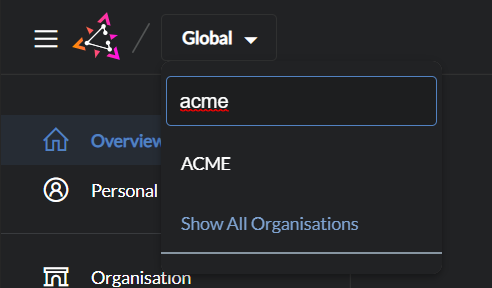 Global
acme
Overview
ACME
Personal
Show All Organisations
Organisation